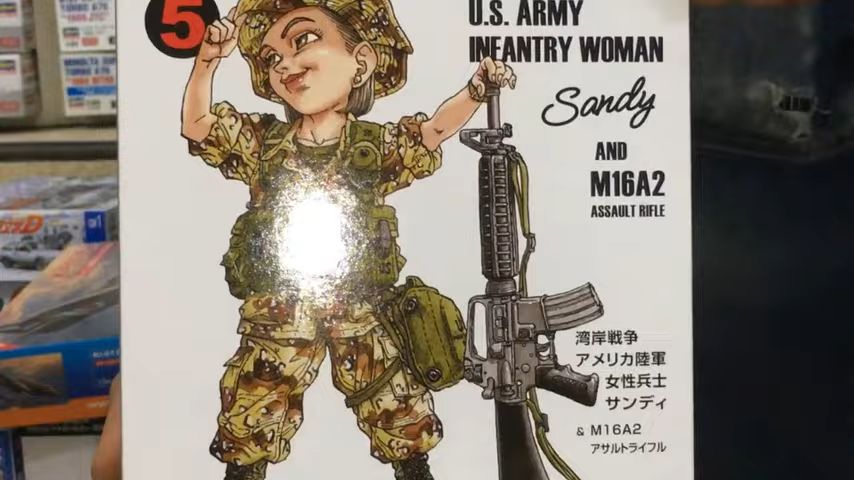 5
U.S. ARMY
INFANTRY WOMAN
Sandy
AND
M16A2
ASSAULT RIFLE
湾岸戦争
アメリカ陸軍
女性兵士
サンディ
& M16A2
アサルトライフル